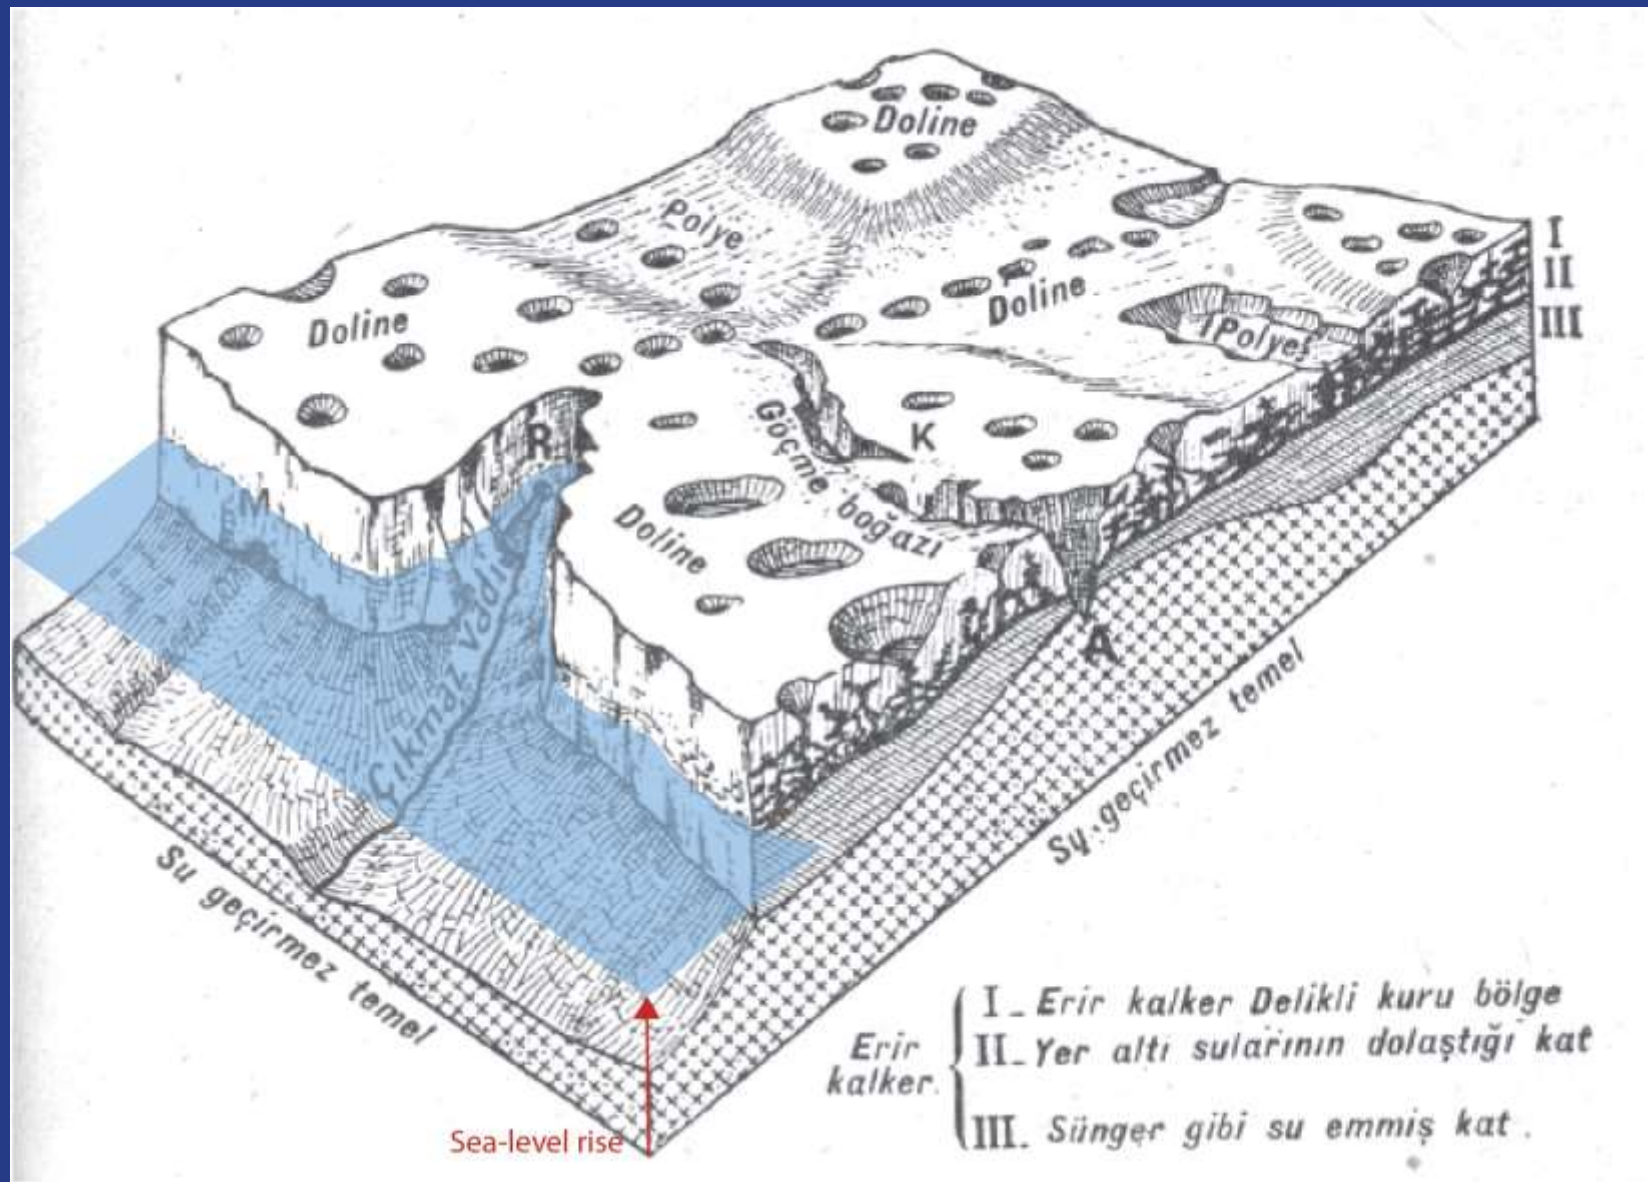 Doline
Polye
Doline
Doline
I
II
III
Polye
R
Göçme boğazı
K
M
Doline
Çıkmaz vadi
A
Su geçirmez temel
Sy. geçirmez temel
Erir
kalker.
I_ Erir kalker Delikli kuru bölge
II_ Yer altı sularının dolaştığı kat
III. Sünger gibi su emmiş kat.
Sea-level rise